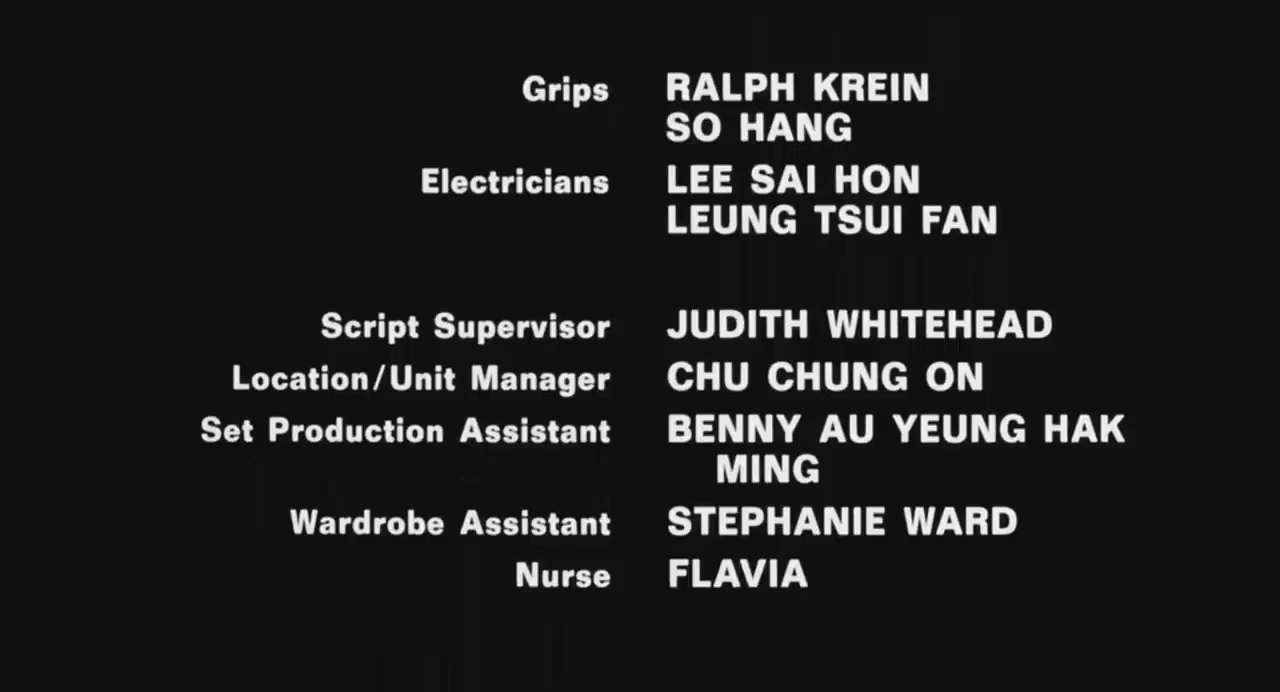 Grips RALPH KREIN
SO HANG
Electricians LEE SAI HON
LEUNG TSUI FAN
Script Supervisor JUDITH WHITEHEAD
Location/Unit Manager CHU CHUNG ON
Set Production Assistant BENNY AU YEUNG HAK
MING
Wardrobe Assistant STEPHANIE WARD
Nurse FLAVIA